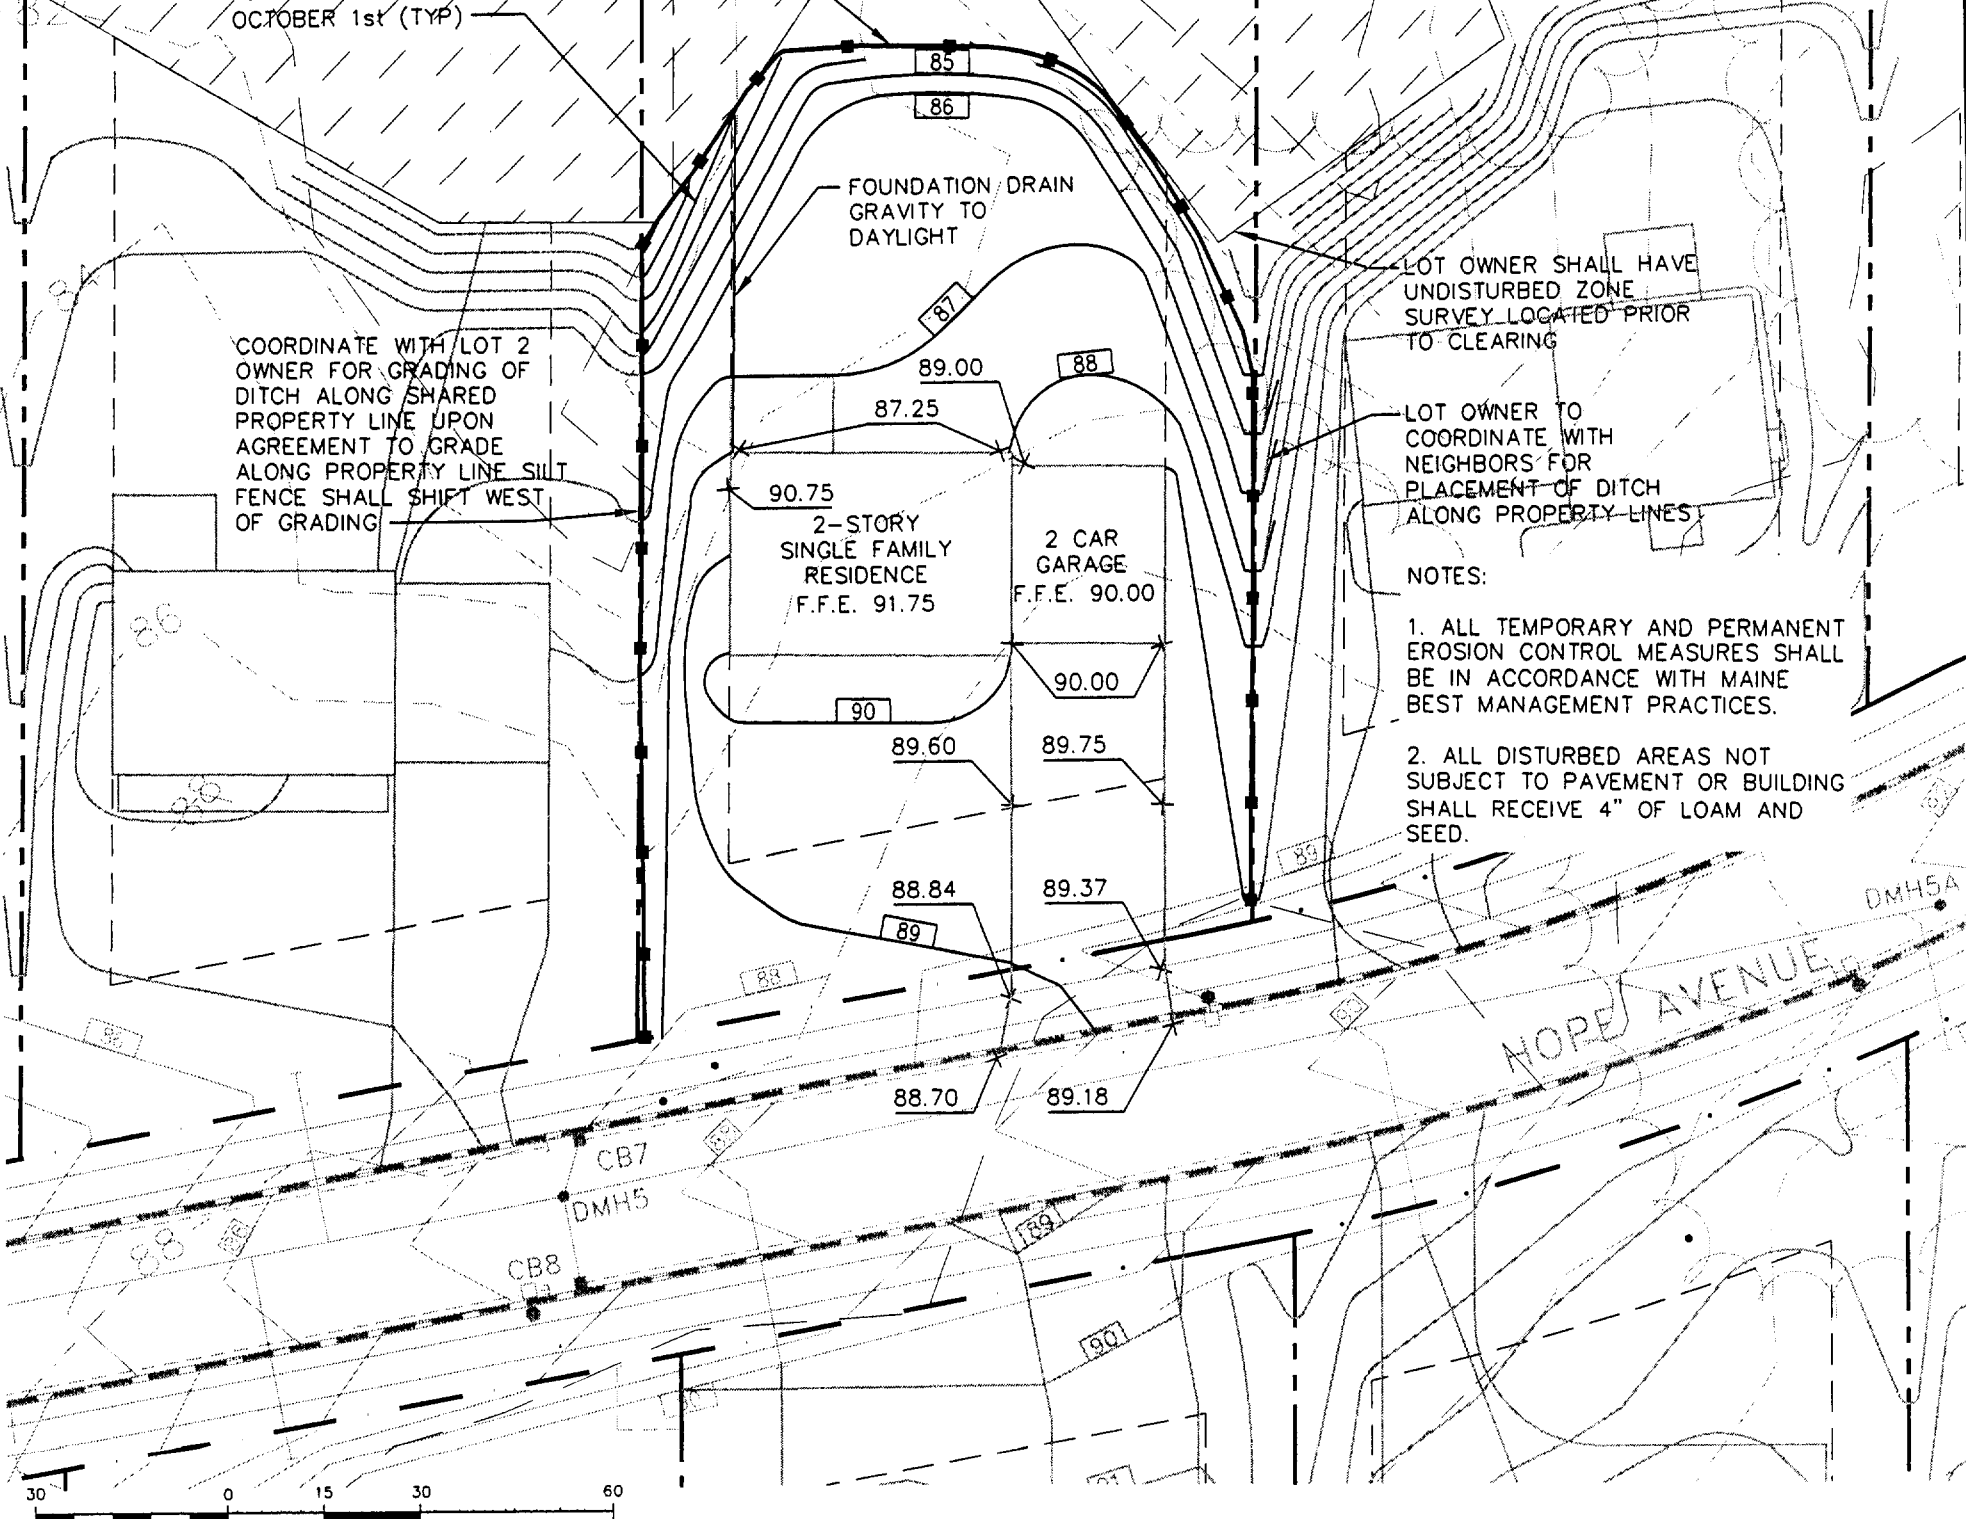 OCTOBER 1st (TYP)
85
86
FOUNDATION DRAIN
GRAVITY TO
DAYLIGHT
84
87
LOT OWNER SHALL HAVE
UNDISTURBED ZONE
SURVEY LOCATED PRIOR
TO CLEARING
COORDINATE WITH LOT 2
OWNER FOR GRADING OF
DITCH ALONG SHARED
PROPERTY LINE UPON
AGREEMENT TO GRADE
ALONG PROPERTY LINE SILT
FENCE SHALL SHIFT WEST
OF GRADING
89.00
88
87.25
LOT OWNER TO
COORDINATE WITH
NEIGHBORS FOR
PLACEMENT OF DITCH
ALONG PROPERTY LINES
90.75
2-STORY
SINGLE FAMILY
RESIDENCE
F.F.E. 91.75
2 CAR
GARAGE
F.F.E. 90.00
NOTES:
1. ALL TEMPORARY AND PERMANENT
EROSION CONTROL MEASURES SHALL
BE IN ACCORDANCE WITH MAINE
BEST MANAGEMENT PRACTICES.
2. ALL DISTURBED AREAS NOT
SUBJECT TO PAVEMENT OR BUILDING
SHALL RECEIVE 4" OF LOAM AND
SEED.
86
90.00
90
89.60
89.75
88
89
88.84
89.37
89
88
DMH5A
HOPE AVENUE
88.70
89.18
CB7
DMH5
CB8
88
89
90
30 0 15 30 60